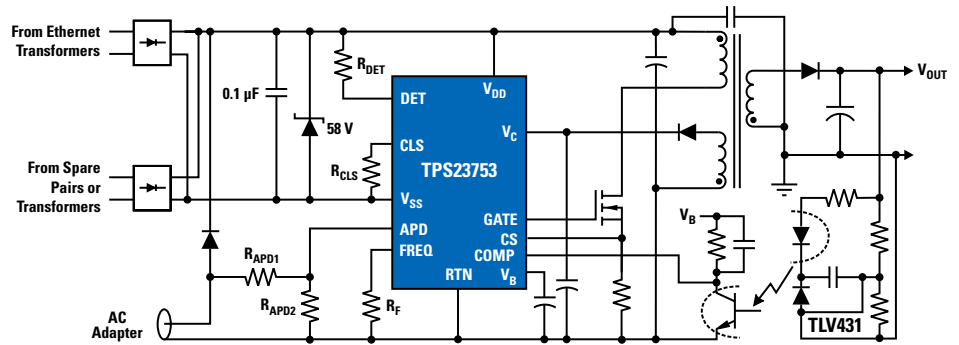 From Ethernet
Transformers
R_DET
0.1 µF
58 V
DET
V_DD
V_C
V_OUT
CLS
R_CLS
TPS23753
From Spare
Pairs or
Transformers
V_SS
GATE
V_B
APD
CS
FREQ
COMP
R_APD1
RTN
V_B
R_APD2
R_F
AC
Adapter
TLV431